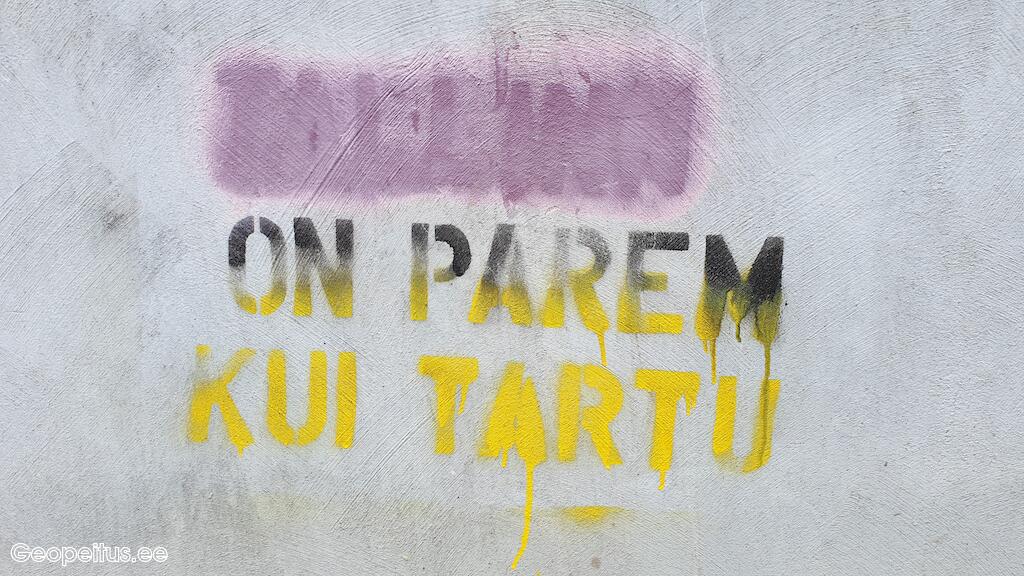 ON PAREM
KUI TARTU
Geopeitus.ee